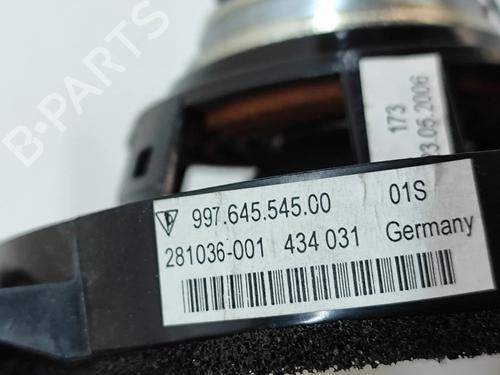 B-PARTS
173
03.05.2006
997.645.545.00 01S
281036-001 434 031 Germany